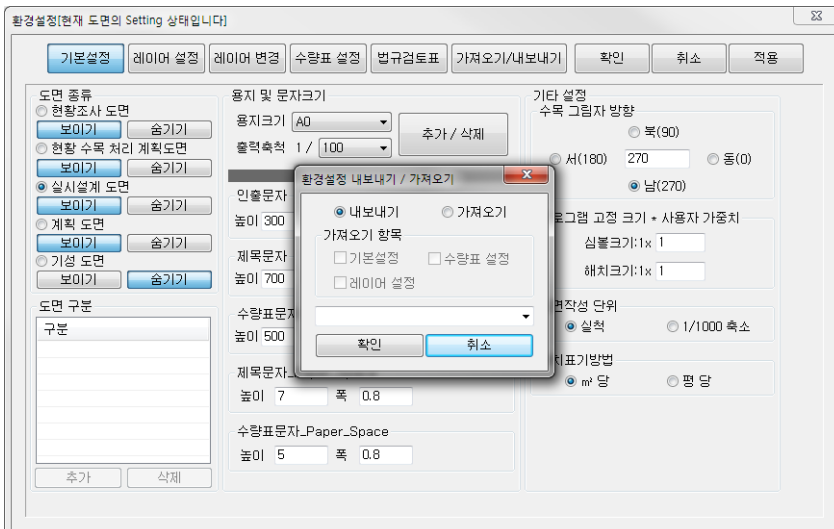 환경설정[현재 도면의 Setting 상태입니다]
기본설정 레이어 설정 레이어 변경 수량표 설정 법규검토표 가져오기/내보내기 확인 취소 적용
도면 종류
현황조사 도면
보이기 숨기기
현황 수목 처리 계획도면
보이기 숨기기
실시설계 도면
보이기 숨기기
계획 도면
보이기 숨기기
기성 도면
보이기 숨기기
도면 구분
구분
추가 삭제
용지 및 문자크기
용지크기 A0
출력축척 1 / 100
추가 / 삭제
인출문자
높이 300
제목문자
높이 700
수량표문자
높이 500
제목문자_Paper_Space
높이 7 폭 0.8
수량표문자_Paper_Space
높이 5 폭 0.8
환경설정 내보내기 / 가져오기
내보내기 가져오기
가져오기 항목
기본설정 수량표 설정
레이어 설정
확인 취소
기타 설정
수목 그림자 방향
북(90)
서(180) 270 동(0)
남(270)
로그램 고정 크기 * 사용자 가중치
심볼크기:1x 1
해치크기:1x 1
면작성 단위
실척 1/1000 축소
치표기방법
㎡ 당 평 당